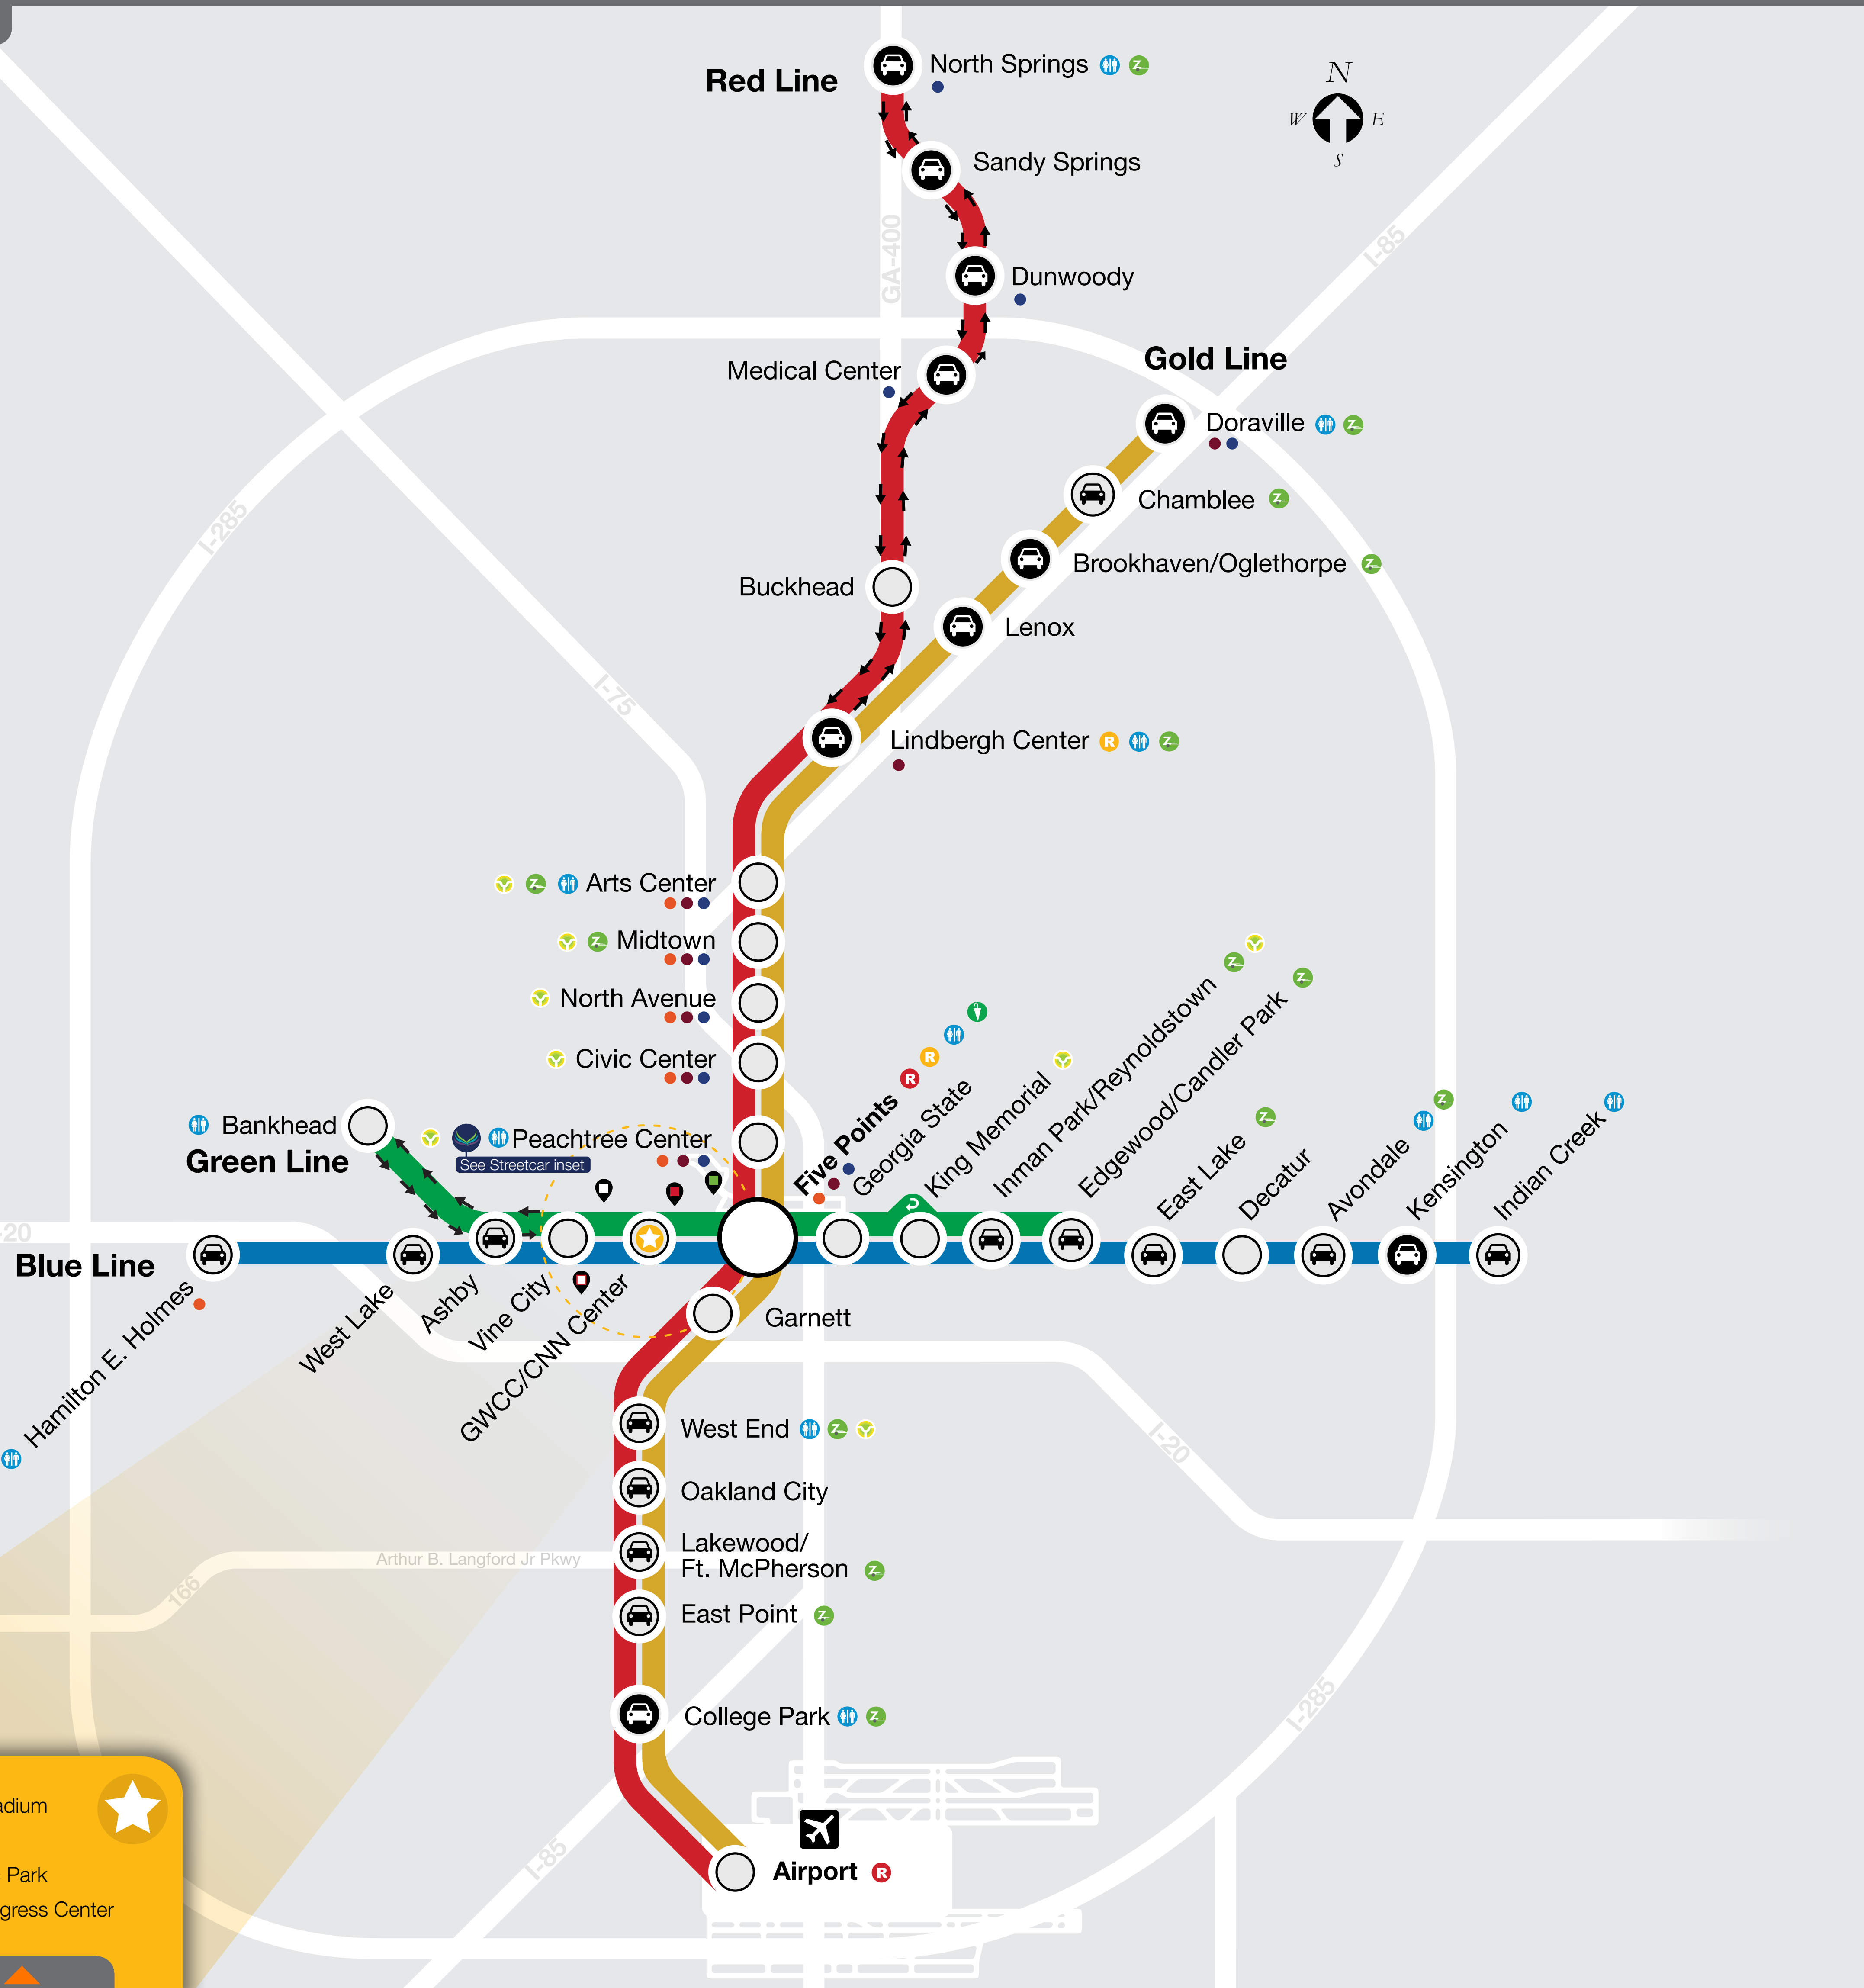 Red Line
North Springs
N
W
E
S
Sandy Springs
GA-400
I-85
Dunwoody
Medical Center
Gold Line
Doraville
Chamblee
I-285
Brookhaven/Oglethorpe
Buckhead
Lenox
I-75
Lindbergh Center
R
Arts Center
Midtown
North Avenue
Civic Center
Bankhead
Green Line
Peachtree Center
See Streetcar inset
Five Points
R
R
Georgia State
King Memorial
Inman Park/Reynoldstown
Edgewood/Candler Park
East Lake
Decatur
Avondale
Kensington
Indian Creek
-20
Blue Line
Hamilton E. Holmes
West Lake
Ashby
Vine City
GWCC/CNN Center
Garnett
West End
I-20
Oakland City
Lakewood/
Ft. McPherson
Arthur B. Langford Jr Pkwy
166
East Point
College Park
I-285
adium
Park
gress Center
I-85
Airport
R